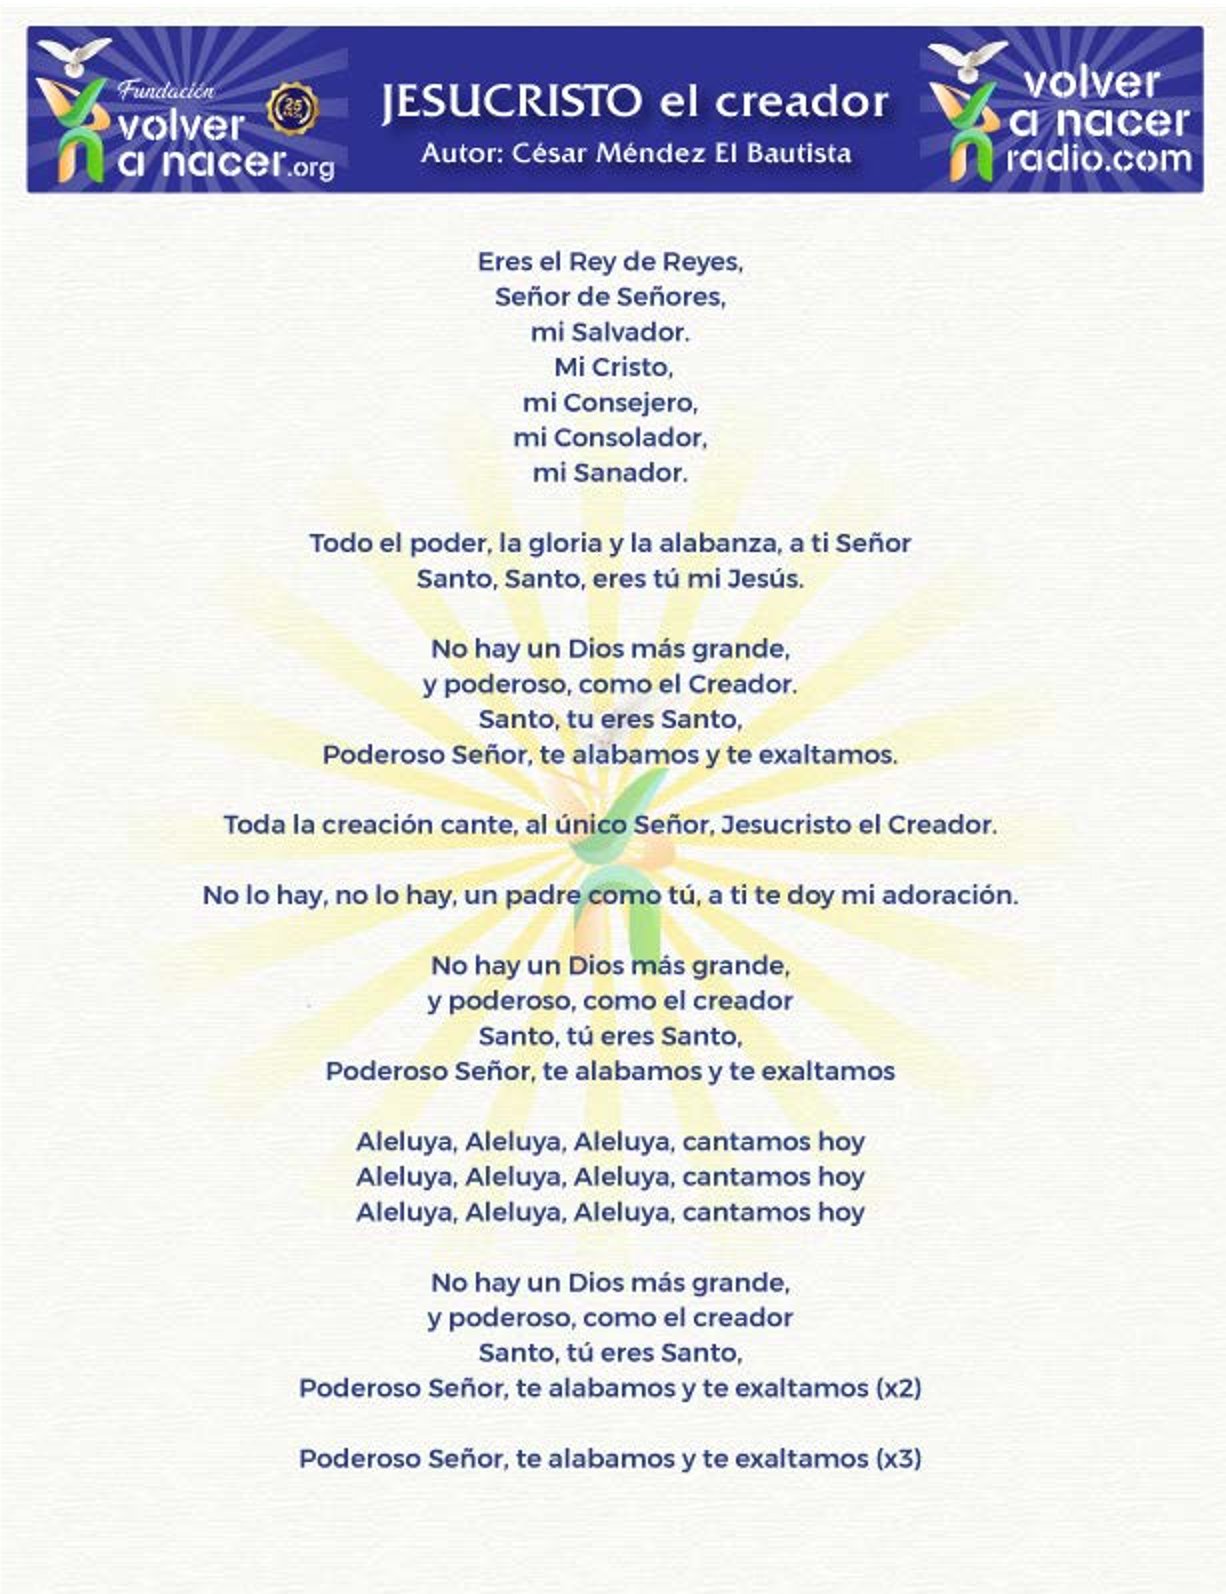 Fundación
volver
a nacer.org
25
JESUCRISTO el creador
Autor: César Méndez El Bautista
volver
a nacer
radio.com
Eres el Rey de Reyes,
Señor de Señores,
mi Salvador.
Mi Cristo,
mi Consejero,
mi Consolador,
mi Sanador.
Todo el poder, la gloria y la alabanza, a ti Señor
Santo, Santo, eres tú mi Jesús.
No hay un Dios más grande,
y poderoso, como el Creador.
Santo, tu eres Santo,
Poderoso Señor, te alabamos y te exaltamos.
Toda la creación cante, al único Señor, Jesucristo el Creador.
No lo hay, no lo hay, un padre como tú, a ti te doy mi adoración.
No hay un Dios más grande,
y poderoso, como el creador
Santo, tú eres Santo,
Poderoso Señor, te alabamos y te exaltamos
Aleluya, Aleluya, Aleluya, cantamos hoy
Aleluya, Aleluya, Aleluya, cantamos hoy
Aleluya, Aleluya, Aleluya, cantamos hoy
No hay un Dios más grande,
y poderoso, como el creador
Santo, tú eres Santo,
Poderoso Señor, te alabamos y te exaltamos (x2)
Poderoso Señor, te alabamos y te exaltamos (x3)